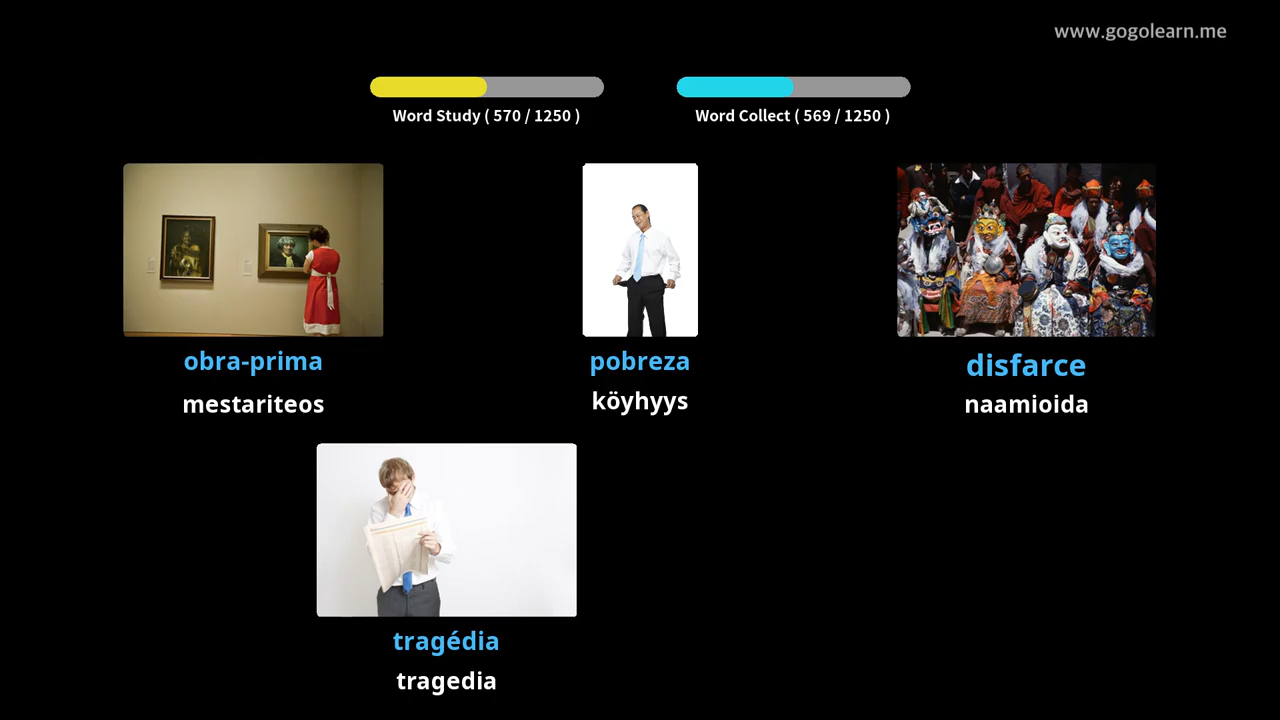 www.gogolearn.me
Word Study ( 570 / 1250 )
Word Collect ( 569 / 1250 )
obra-prima
mestariteos
pobreza
köyhyys
disfarce
naamioida
tragédia
tragedia